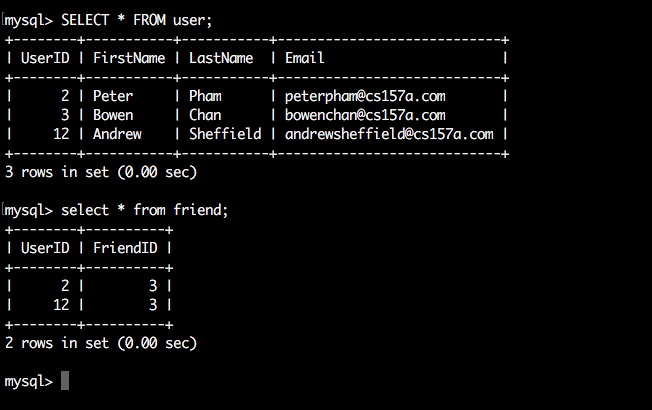 mysql> SELECT * FROM user;
+--------+-----------+-----------+--------------------------+
| UserID | FirstName | LastName  | Email                    |
+--------+-----------+-----------+--------------------------+
|      2 | Peter     | Pham      | peterpham@cs157a.com     |
|      3 | Bowen     | Chan      | bowenchan@cs157a.com     |
|     12 | Andrew    | Sheffield | andrewsheffield@cs157a.com |
+--------+-----------+-----------+--------------------------+
3 rows in set (0.00 sec)
mysql> select * from friend;
+--------+----------+
| UserID | FriendID |
+--------+----------+
|      2 |        3 |
|     12 |        3 |
+--------+----------+
2 rows in set (0.00 sec)
mysql>